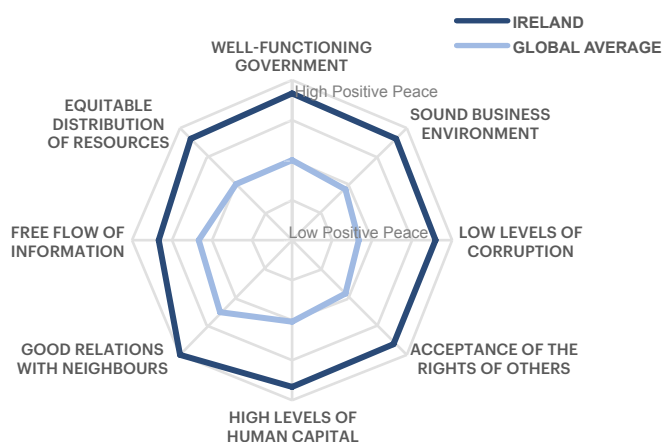 IRELAND
GLOBAL AVERAGE
WELL-FUNCTIONING
GOVERNMENT
High Positive Peace
EQUITABLE
DISTRIBUTION
OF RESOURCES
SOUND BUSINESS
ENVIRONMENT
FREE FLOW OF
INFORMATION
Low Positive Peace
LOW LEVELS OF
CORRUPTION
GOOD RELATIONS
WITH NEIGHBOURS
ACCEPTANCE OF THE
RIGHTS OF OTHERS
HIGH LEVELS OF
HUMAN CAPITAL